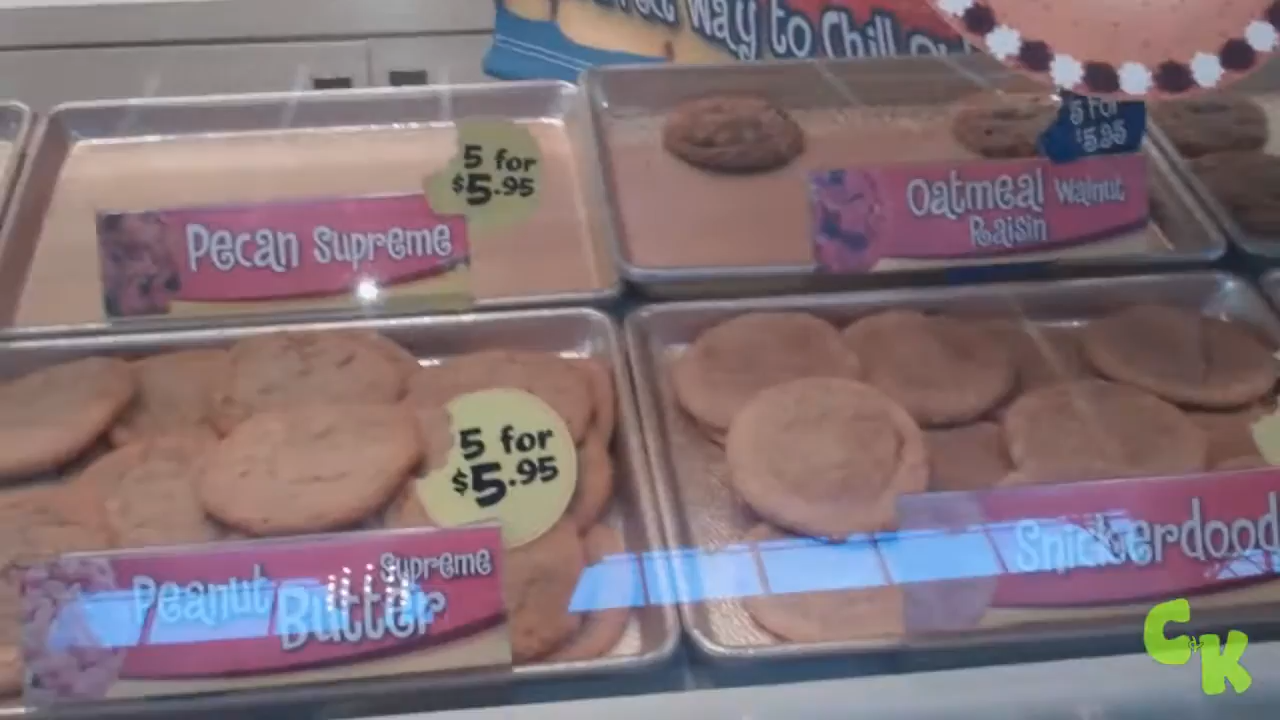 Way to Chill
5 for
$5.95
Pecan Supreme
5 for
$5.95
Oatmeal Walnut
Raisin
5 for
$5.95
Supreme
Peanut Butter
Snickerdood
C&K